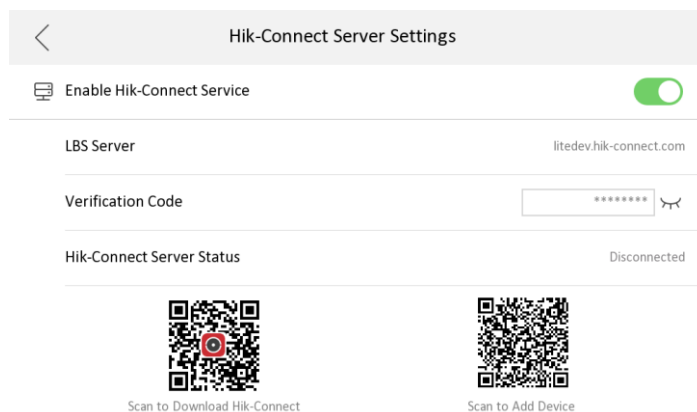 Hik-Connect Server Settings
Enable Hik-Connect Service
LBS Server litedev.hik-connect.com
Verification Code ********
Hik-Connect Server Status Disconnected
Scan to Download Hik-Connect Scan to Add Device